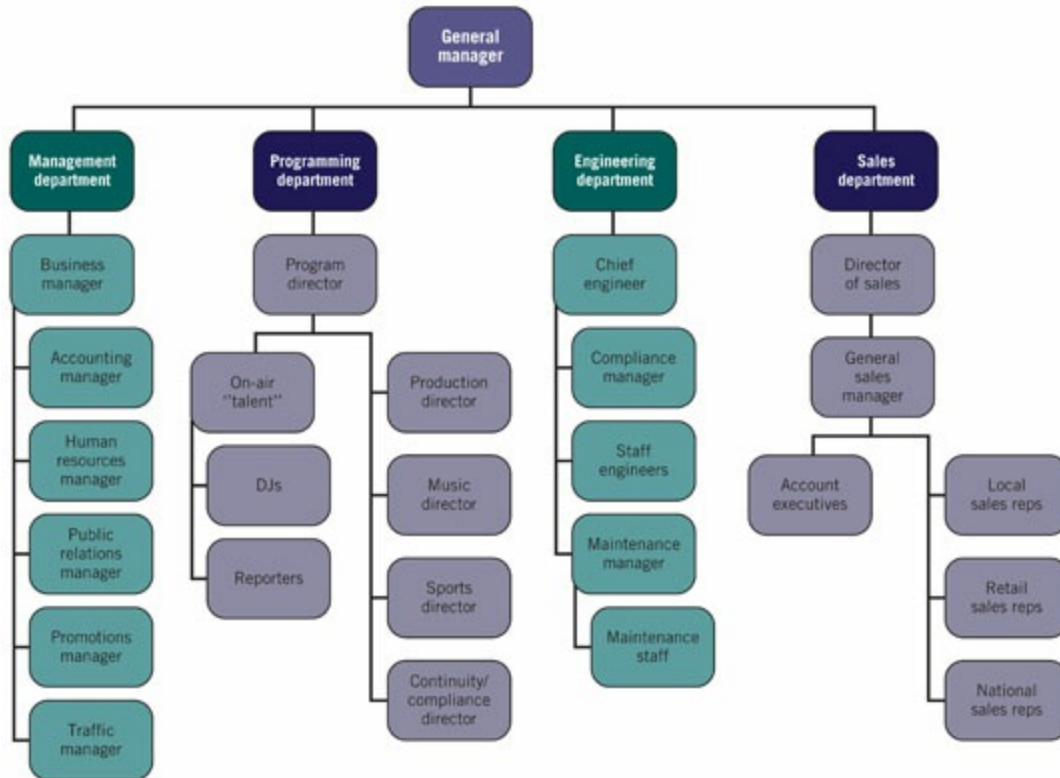 General
manager
Management
department
Programming
department
Engineering
department
Sales
department
Business
manager
Program
director
Chief
engineer
Director
of sales
Accounting
manager
On-air
"talent"
Production
director
Compliance
manager
General
sales
manager
Human
resources
manager
DJs
Music
director
Staff
engineers
Account
executives
Local
sales reps
Public
relations
manager
Reporters
Sports
director
Maintenance
manager
Retail
sales reps
Promotions
manager
Continuity/
compliance
director
Maintenance
staff
National
sales reps
Traffic
manager